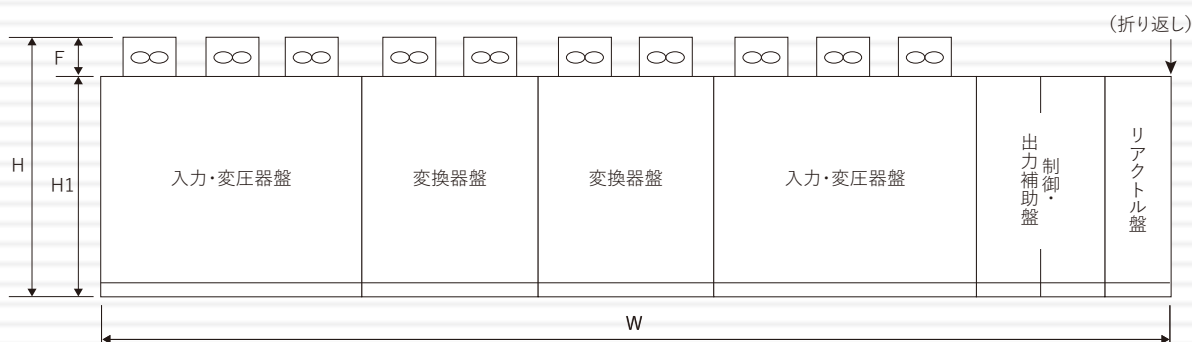 (折り返し)
F
H
H1
入力・変圧器盤
変換器盤
変換器盤
入力・変圧器盤
制御・
出力補助盤
リアクトル盤
W